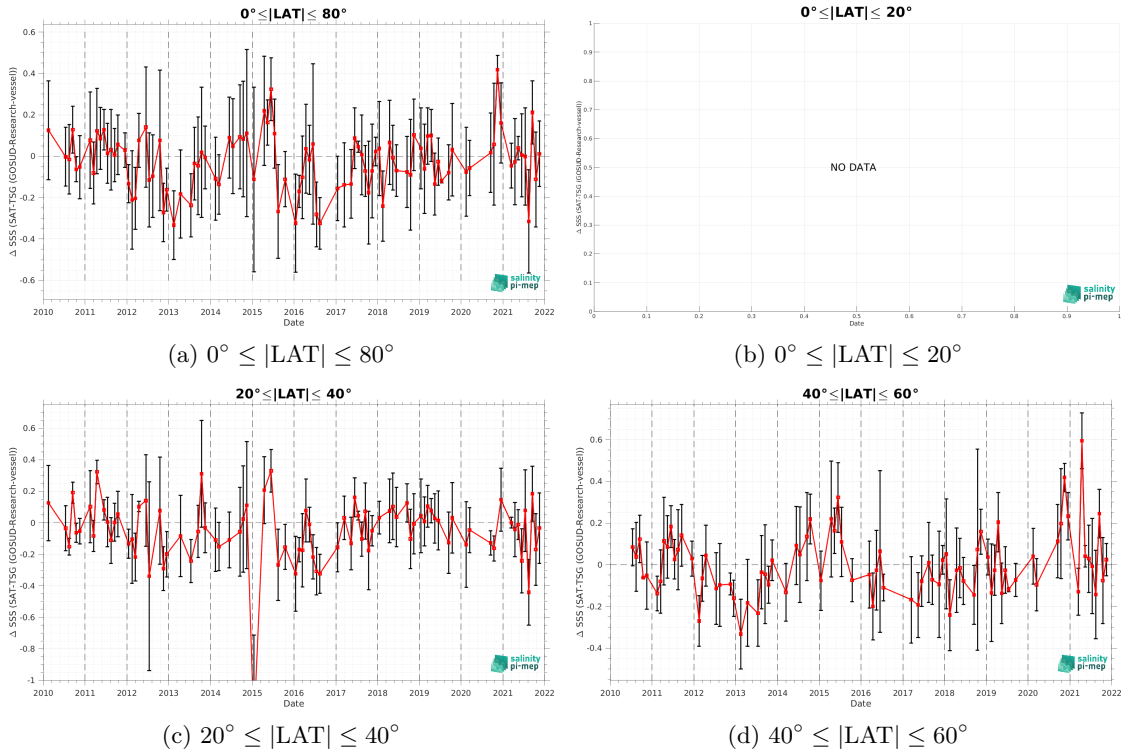 0°≤|LAT|≤ 80°
Δ SSS (SAT-TSG (GOSUD-Research-vessel))
0.6
0.4
0.2
0
-0.2
-0.4
-0.6
2010 2011 2012 2013 2014 2015 2016 2017 2018 2019 2020 2021 2022
Date
salinity
pi-mep
(a) 0° ≤ |LAT| ≤ 80°
0°≤|LAT|≤ 20°
Δ SSS (SAT-TSG (GOSUD-Research-vessel))
1
0.9
0.8
0.7
0.6
0.5
0.4
0.3
0.2
0.1
0
NO DATA
0 0.1 0.2 0.3 0.4 0.5 0.6 0.7 0.8 0.9 1
Date
salinity
pi-mep
(b) 0° ≤ |LAT| ≤ 20°
20°≤|LAT|≤ 40°
Δ SSS (SAT-TSG (GOSUD-Research-vessel))
0.6
0.4
0.2
0
-0.2
-0.4
-0.6
-0.8
-1
2010 2011 2012 2013 2014 2015 2016 2017 2018 2019 2020 2021 2022
Date
salinity
pi-mep
(c) 20° ≤ |LAT| ≤ 40°
40°≤|LAT|≤ 60°
Δ SSS (SAT-TSG (GOSUD-Research-vessel))
0.6
0.4
0.2
0
-0.2
-0.4
2010 2011 2012 2013 2014 2015 2016 2017 2018 2019 2020 2021 2022
Date
salinity
pi-mep
(d) 40° ≤ |LAT| ≤ 60°